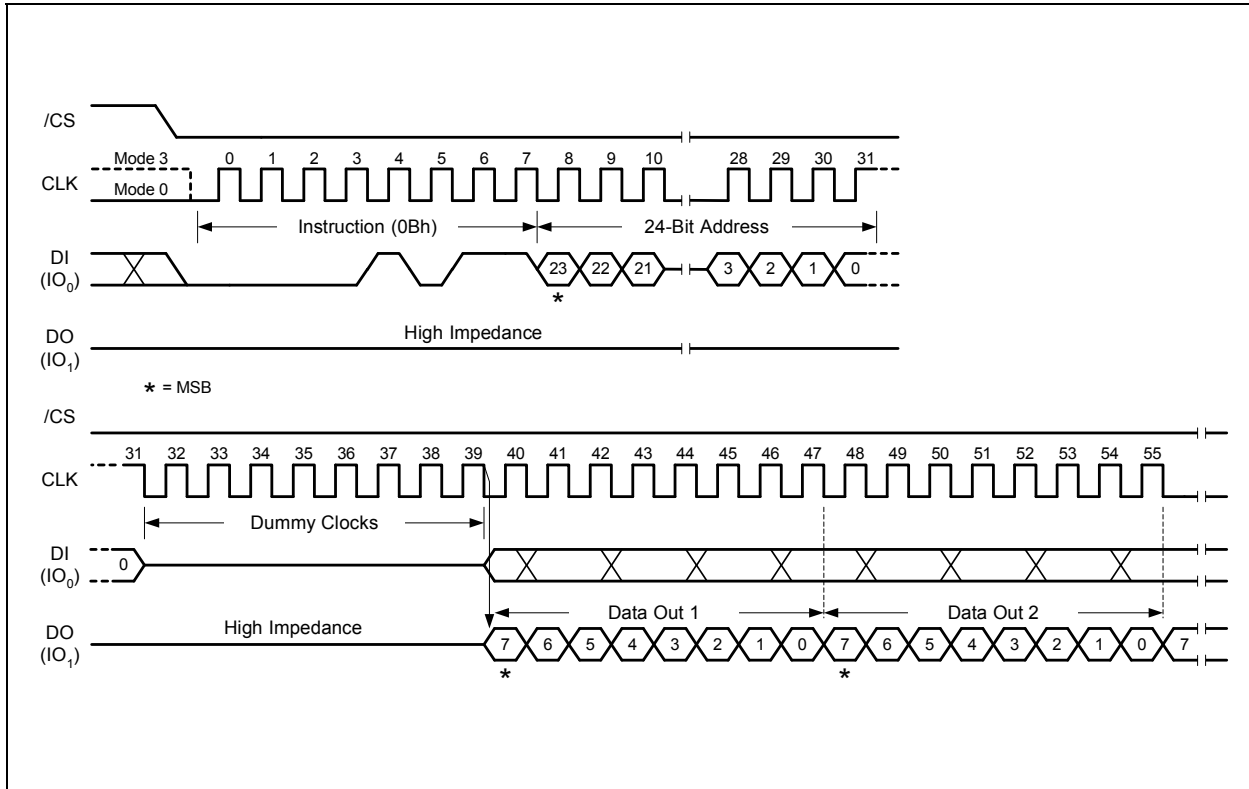 /CS
Mode 3 0 1 2 3 4 5 6 7 8 9 10 28 29 30 31
CLK
Mode 0
Instruction (0Bh) 24-Bit Address
DI
(IO0) 23 22 21 3 2 1 0
*
High Impedance
DO
(IO1)
* = MSB
/CS
31 32 33 34 35 36 37 38 39 40 41 42 43 44 45 46 47 48 49 50 51 52 53 54 55
CLK
Dummy Clocks
DI
(IO0) 0
Data Out 1 Data Out 2
High Impedance
DO
(IO1) 7 6 5 4 3 2 1 0 7 6 5 4 3 2 1 0 7
* *